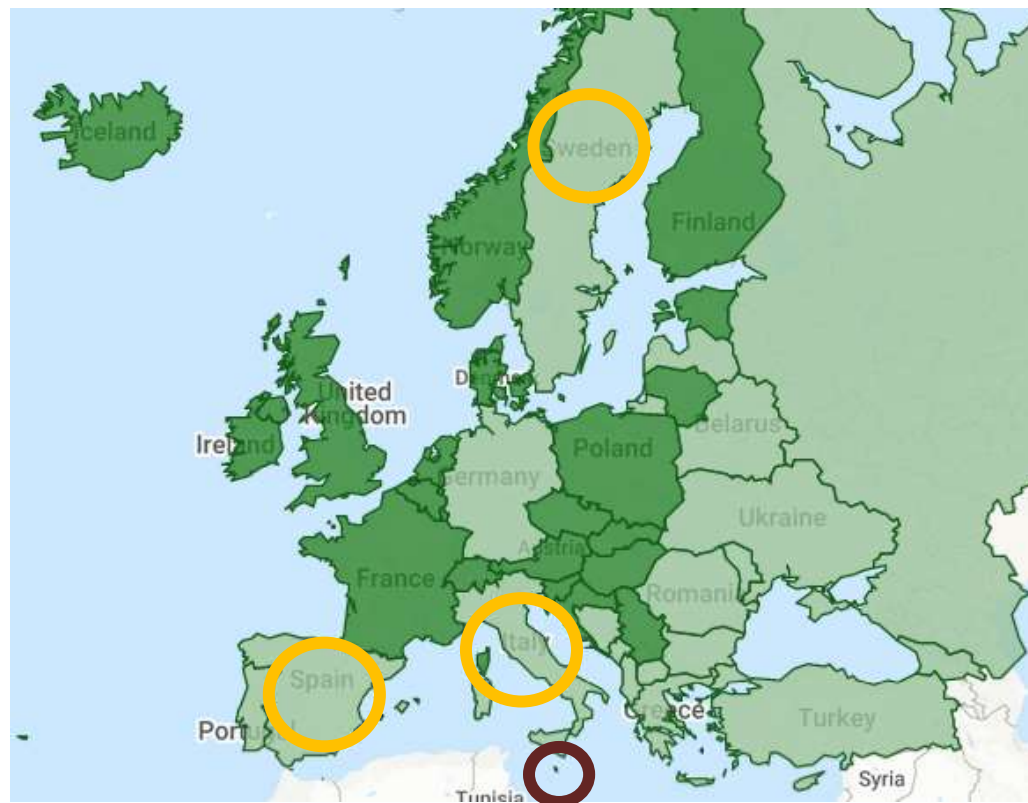 Iceland
Sweden
Finland
Norway
Denmark
United
Kingdom
Ireland
Belarus
Poland
Germany
Ukraine
Austria
France
Romania
Italy
Spain
Portugal
Greece
Turkey
Syria
Tunisia